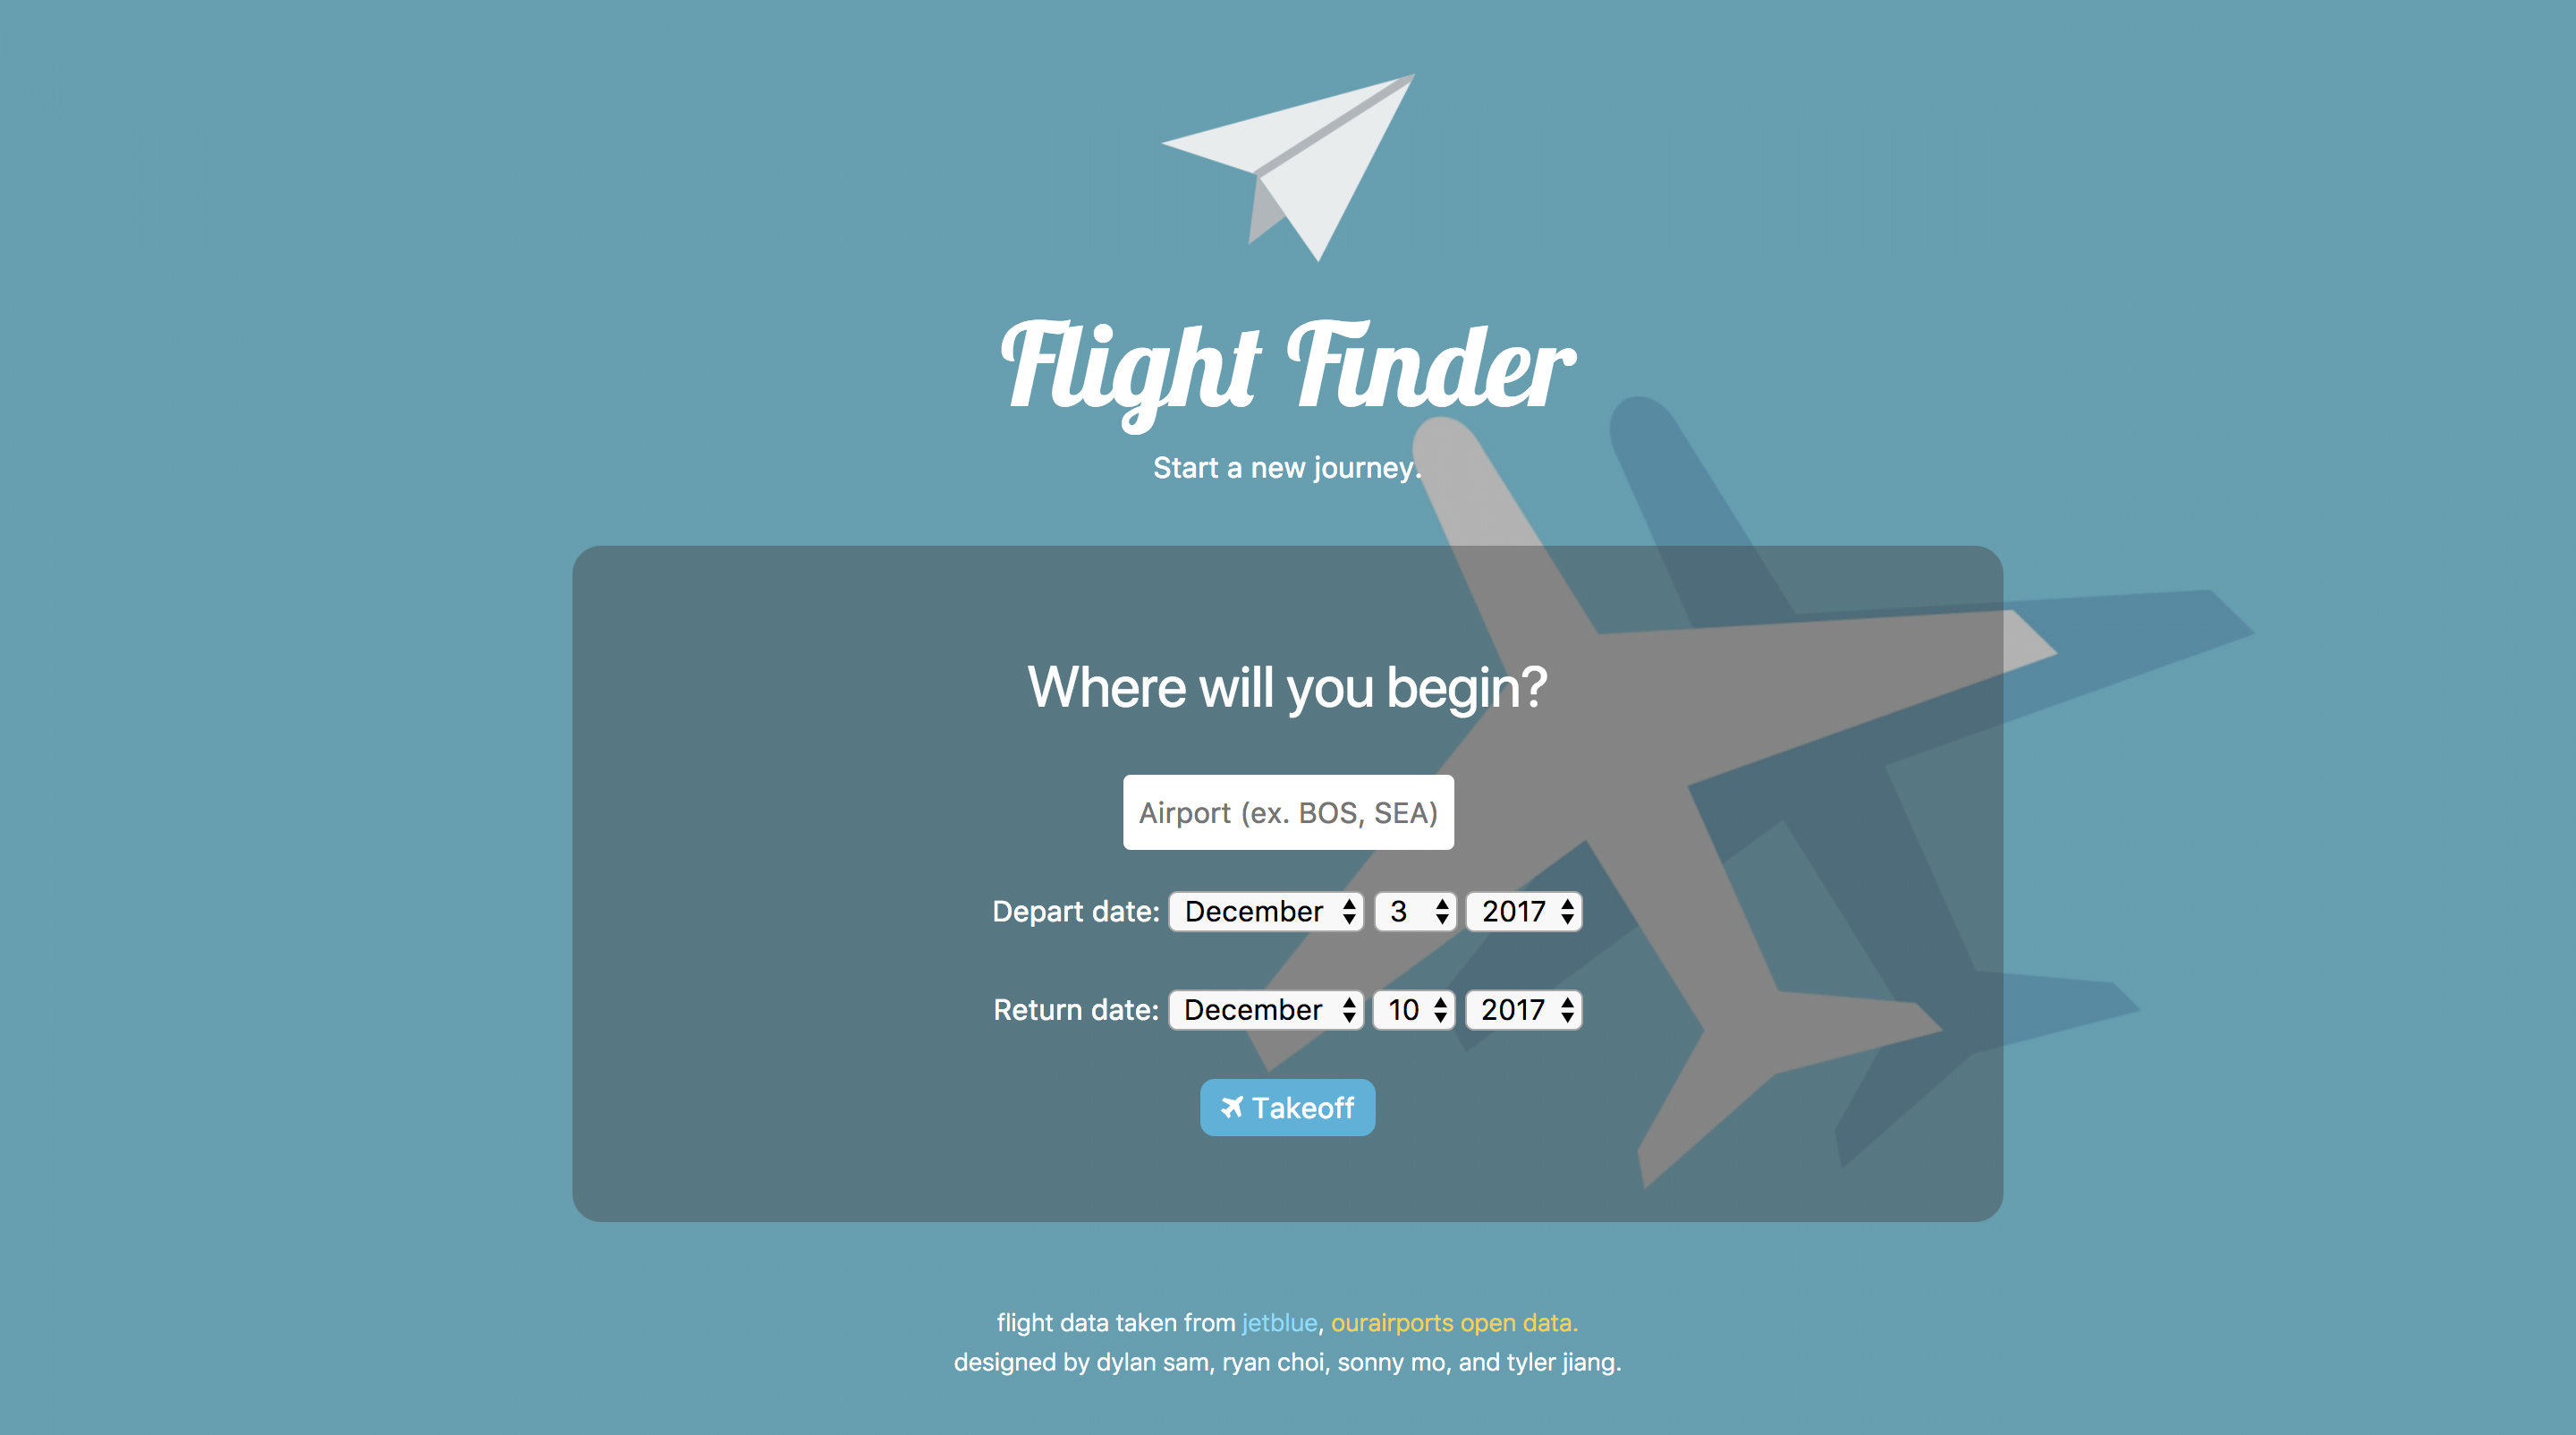 Flight Finder
Start a new journey.
Where will you begin?
Airport (ex. BOS, SEA)
Depart date: December 3 2017
Return date: December 10 2017
Takeoff
flight data taken from jetblue, ourairports open data.
designed by dylan sam, ryan choi, sonny mo, and tyler jiang.